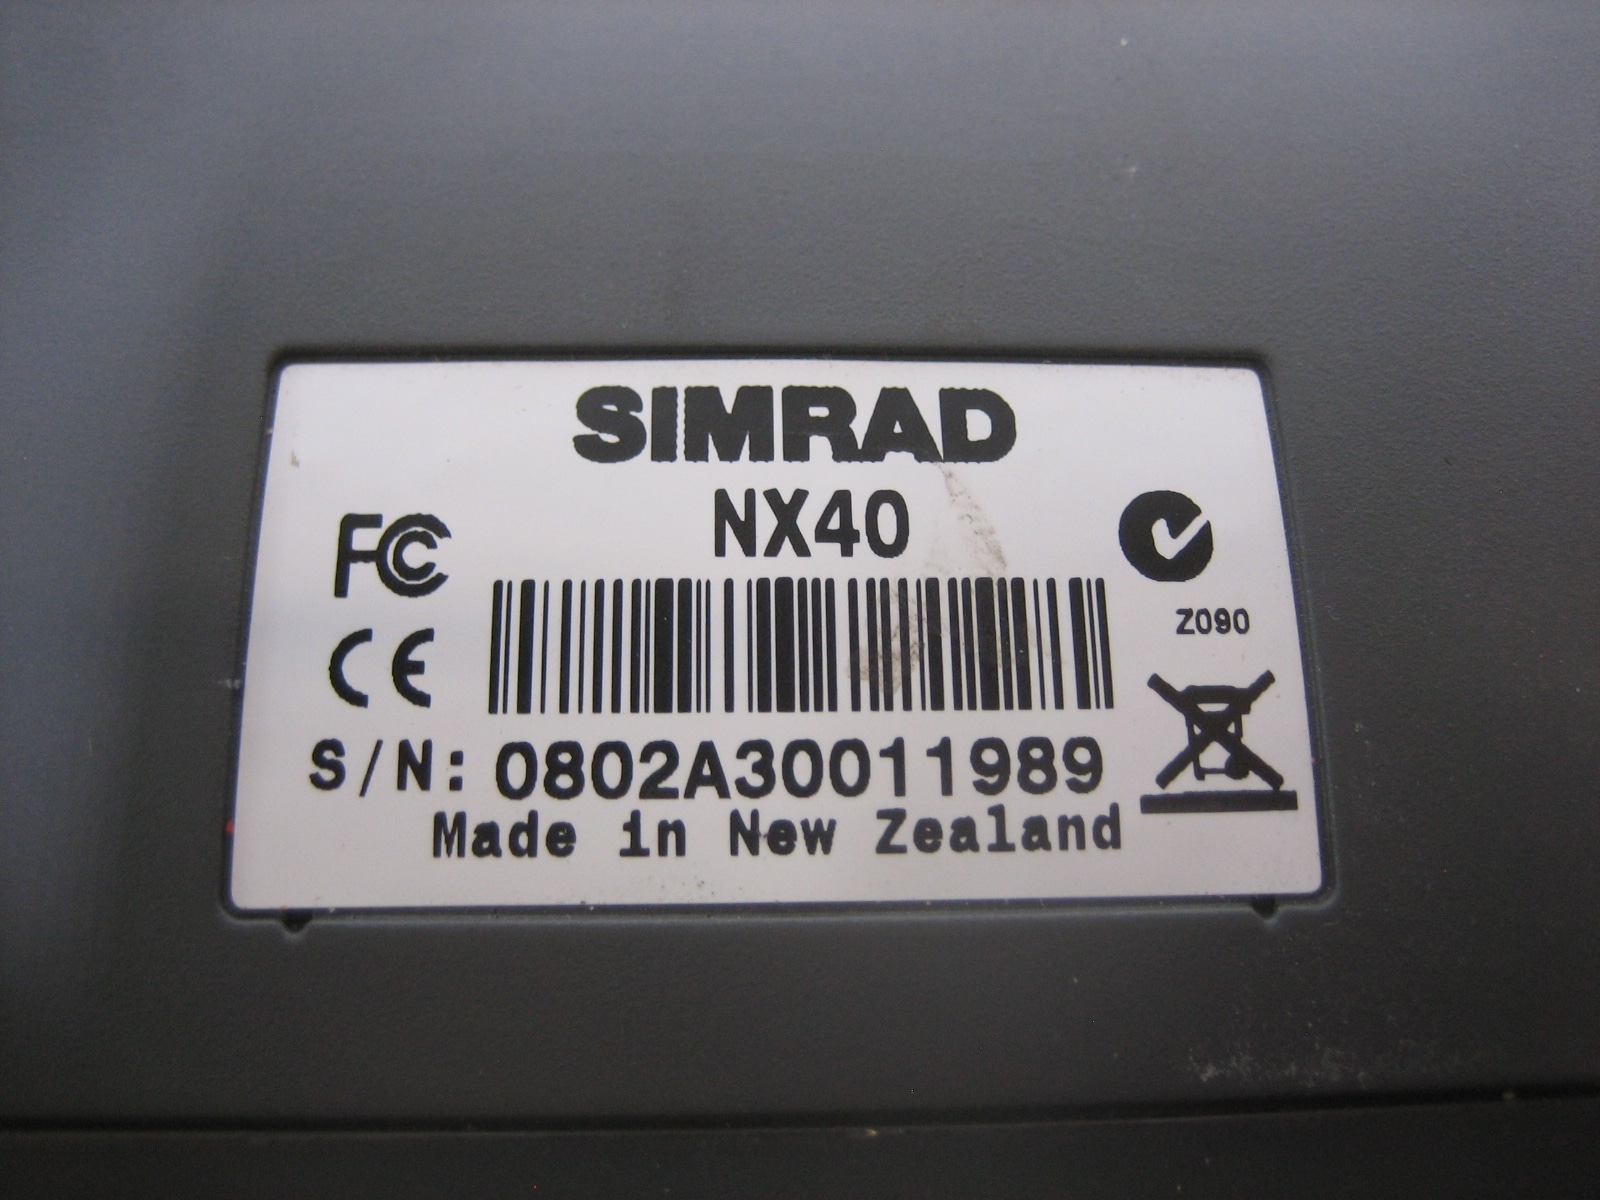 SIMRAD
NX40
FC
CE
Z090
S/N: 0802A30011989
Made in New Zealand